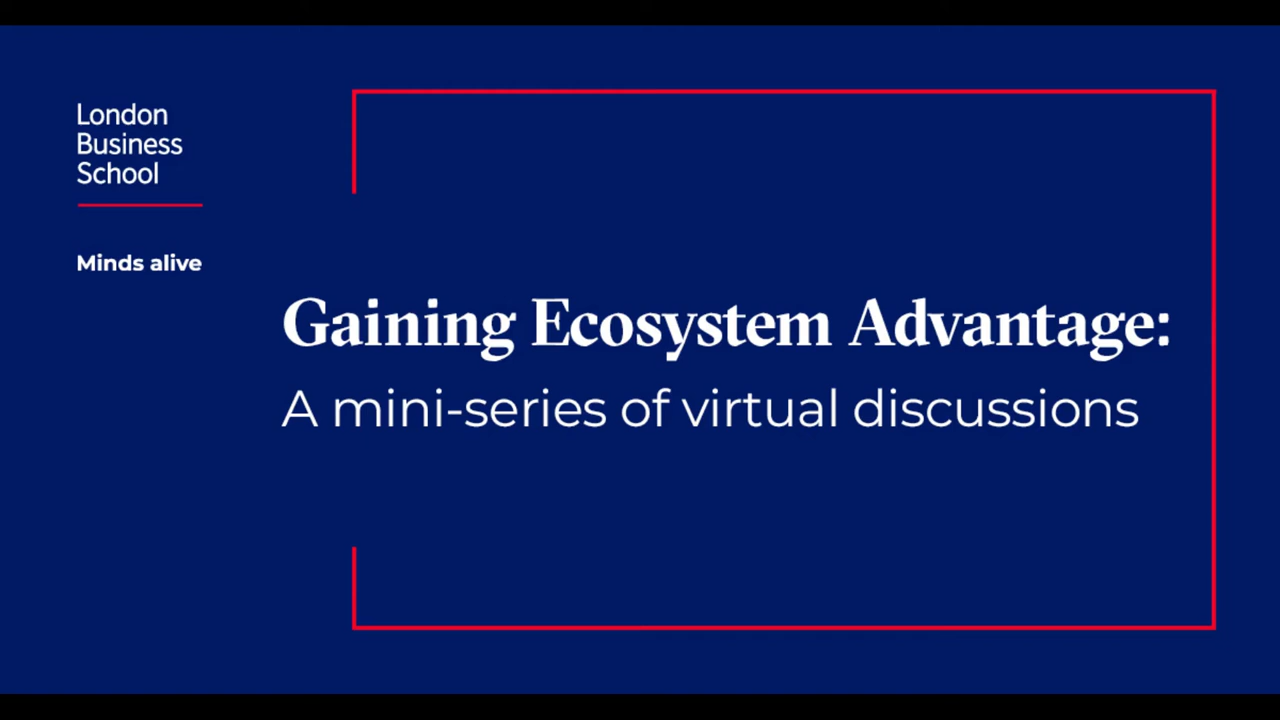 London
Business
School
Minds alive
Gaining Ecosystem Advantage:
A mini-series of virtual discussions